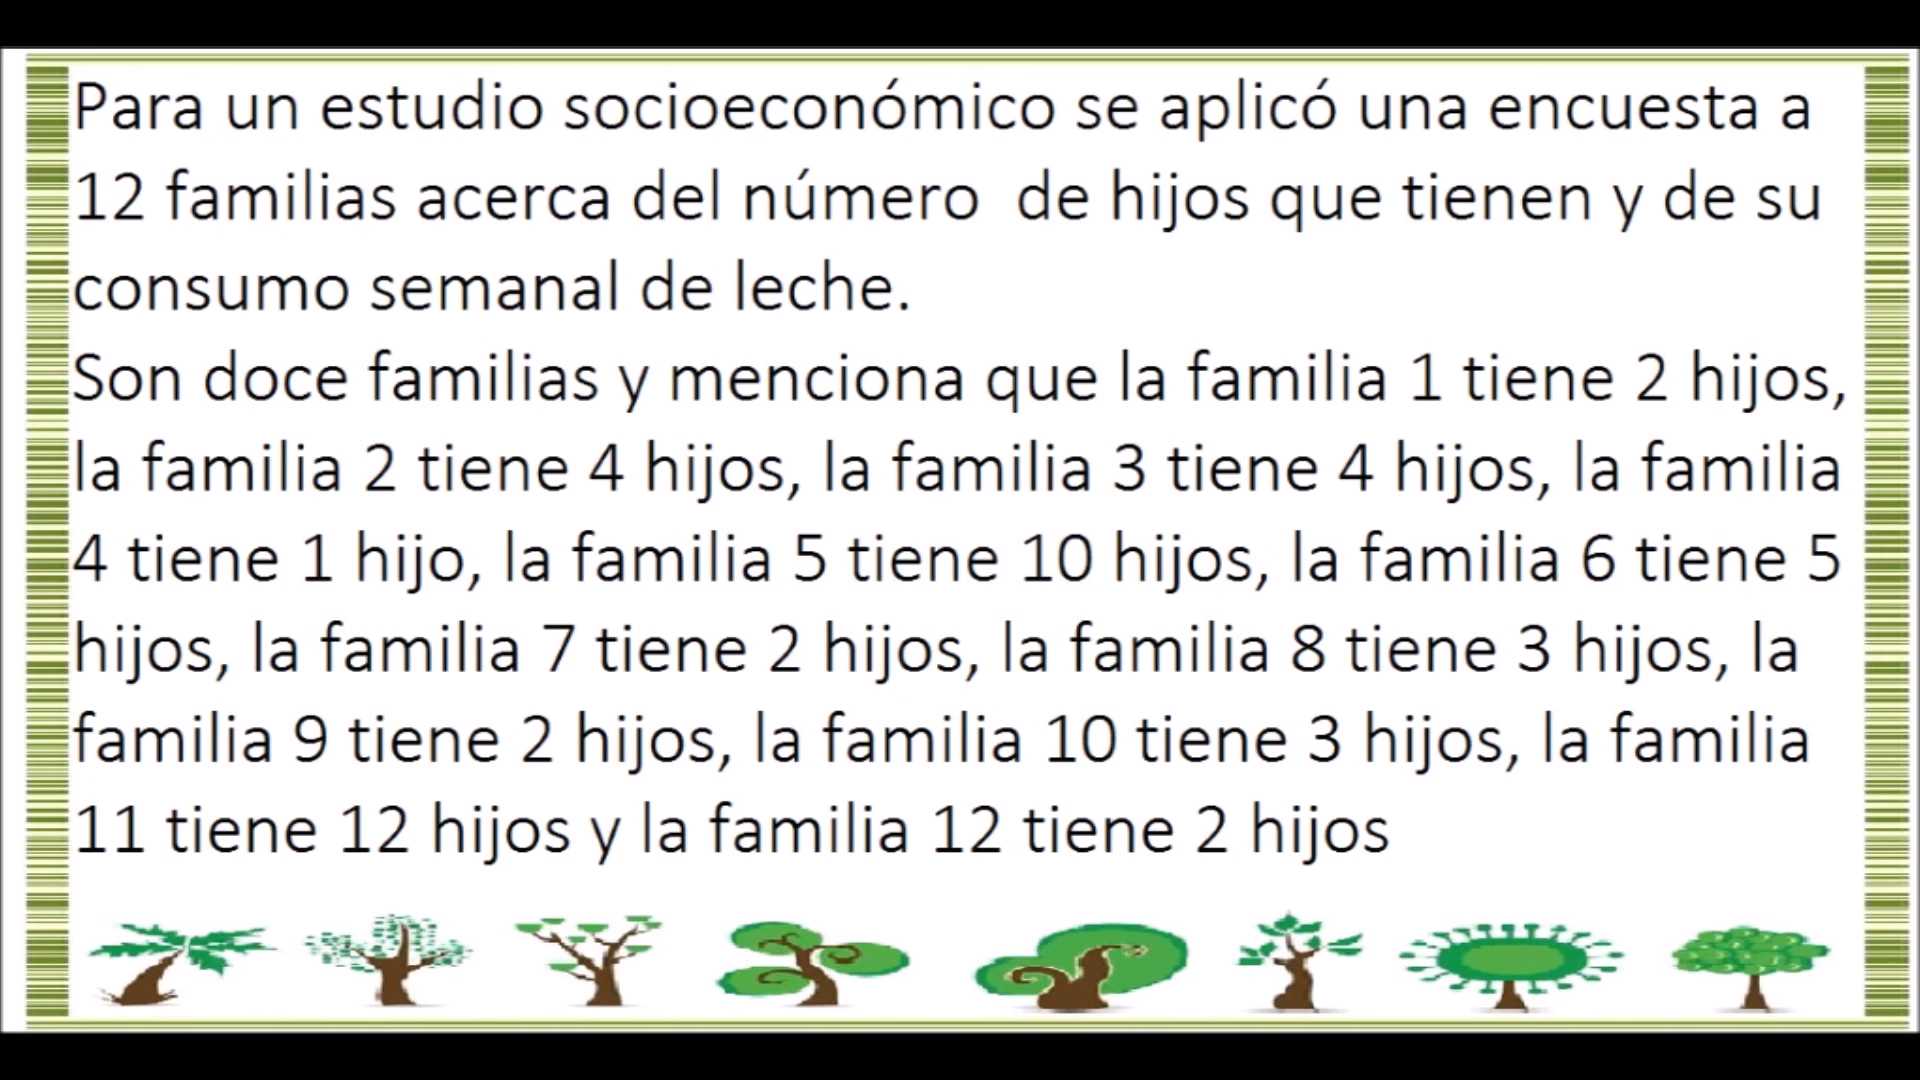 Para un estudio socioeconómico se aplicó una encuesta a
12 familias acerca del número  de hijos que tienen y de su
consumo semanal de leche.
Son doce familias y menciona que la familia 1 tiene 2 hijos,
la familia 2 tiene 4 hijos, la familia 3 tiene 4 hijos, la familia
4 tiene 1 hijo, la familia 5 tiene 10 hijos, la familia 6 tiene 5
hijos, la familia 7 tiene 2 hijos, la familia 8 tiene 3 hijos, la
familia 9 tiene 2 hijos, la familia 10 tiene 3 hijos, la familia
11 tiene 12 hijos y la familia 12 tiene 2 hijos